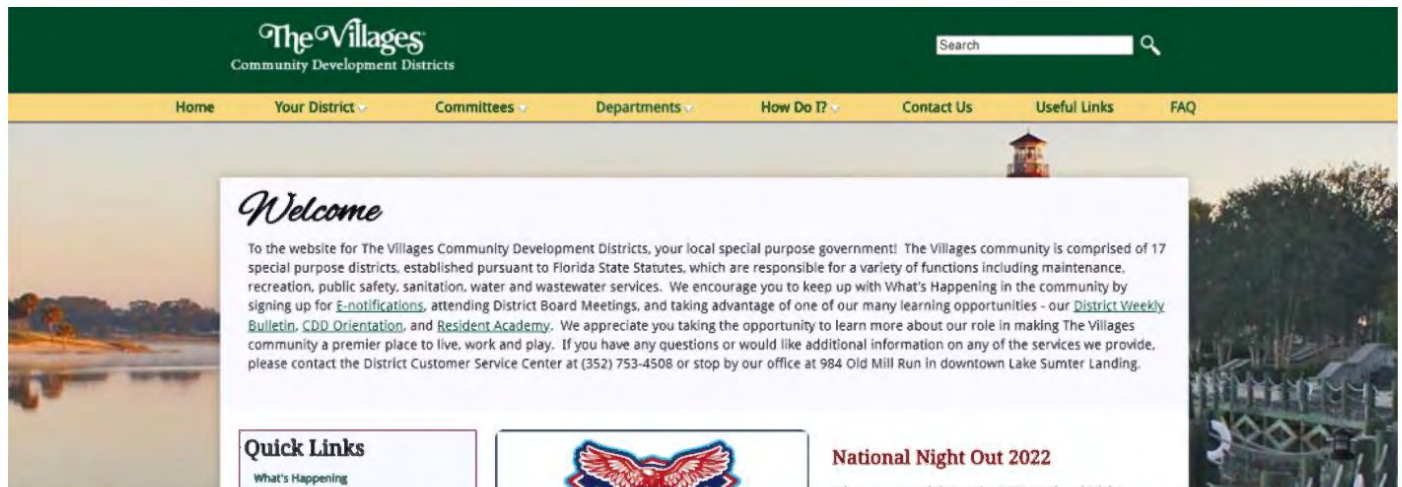 The Villages
Community Development Districts
Search
Home Your District Committees Departments How Do I? Contact Us Useful Links FAQ
Welcome
To the website for The Villages Community Development Districts, your local special purpose government! The Villages community is comprised of 17
special purpose districts, established pursuant to Florida State Statutes, which are responsible for a variety of functions including maintenance,
recreation, public safety, sanitation, water and wastewater services. We encourage you to keep up with What's Happening in the community by
signing up for E-notifications, attending District Board Meetings, and taking advantage of one of our many learning opportunities - our District Weekly
Bulletin, CDD Orientation, and Resident Academy. We appreciate you taking the opportunity to learn more about our role in making The Villages
community a premier place to live, work and play. If you have any questions or would like additional information on any of the services we provide,
please contact the District Customer Service Center at (352) 753-4508 or stop by our office at 984 Old Mill Run in downtown Lake Sumter Landing.
Quick Links
What's Happening
National Night Out 2022